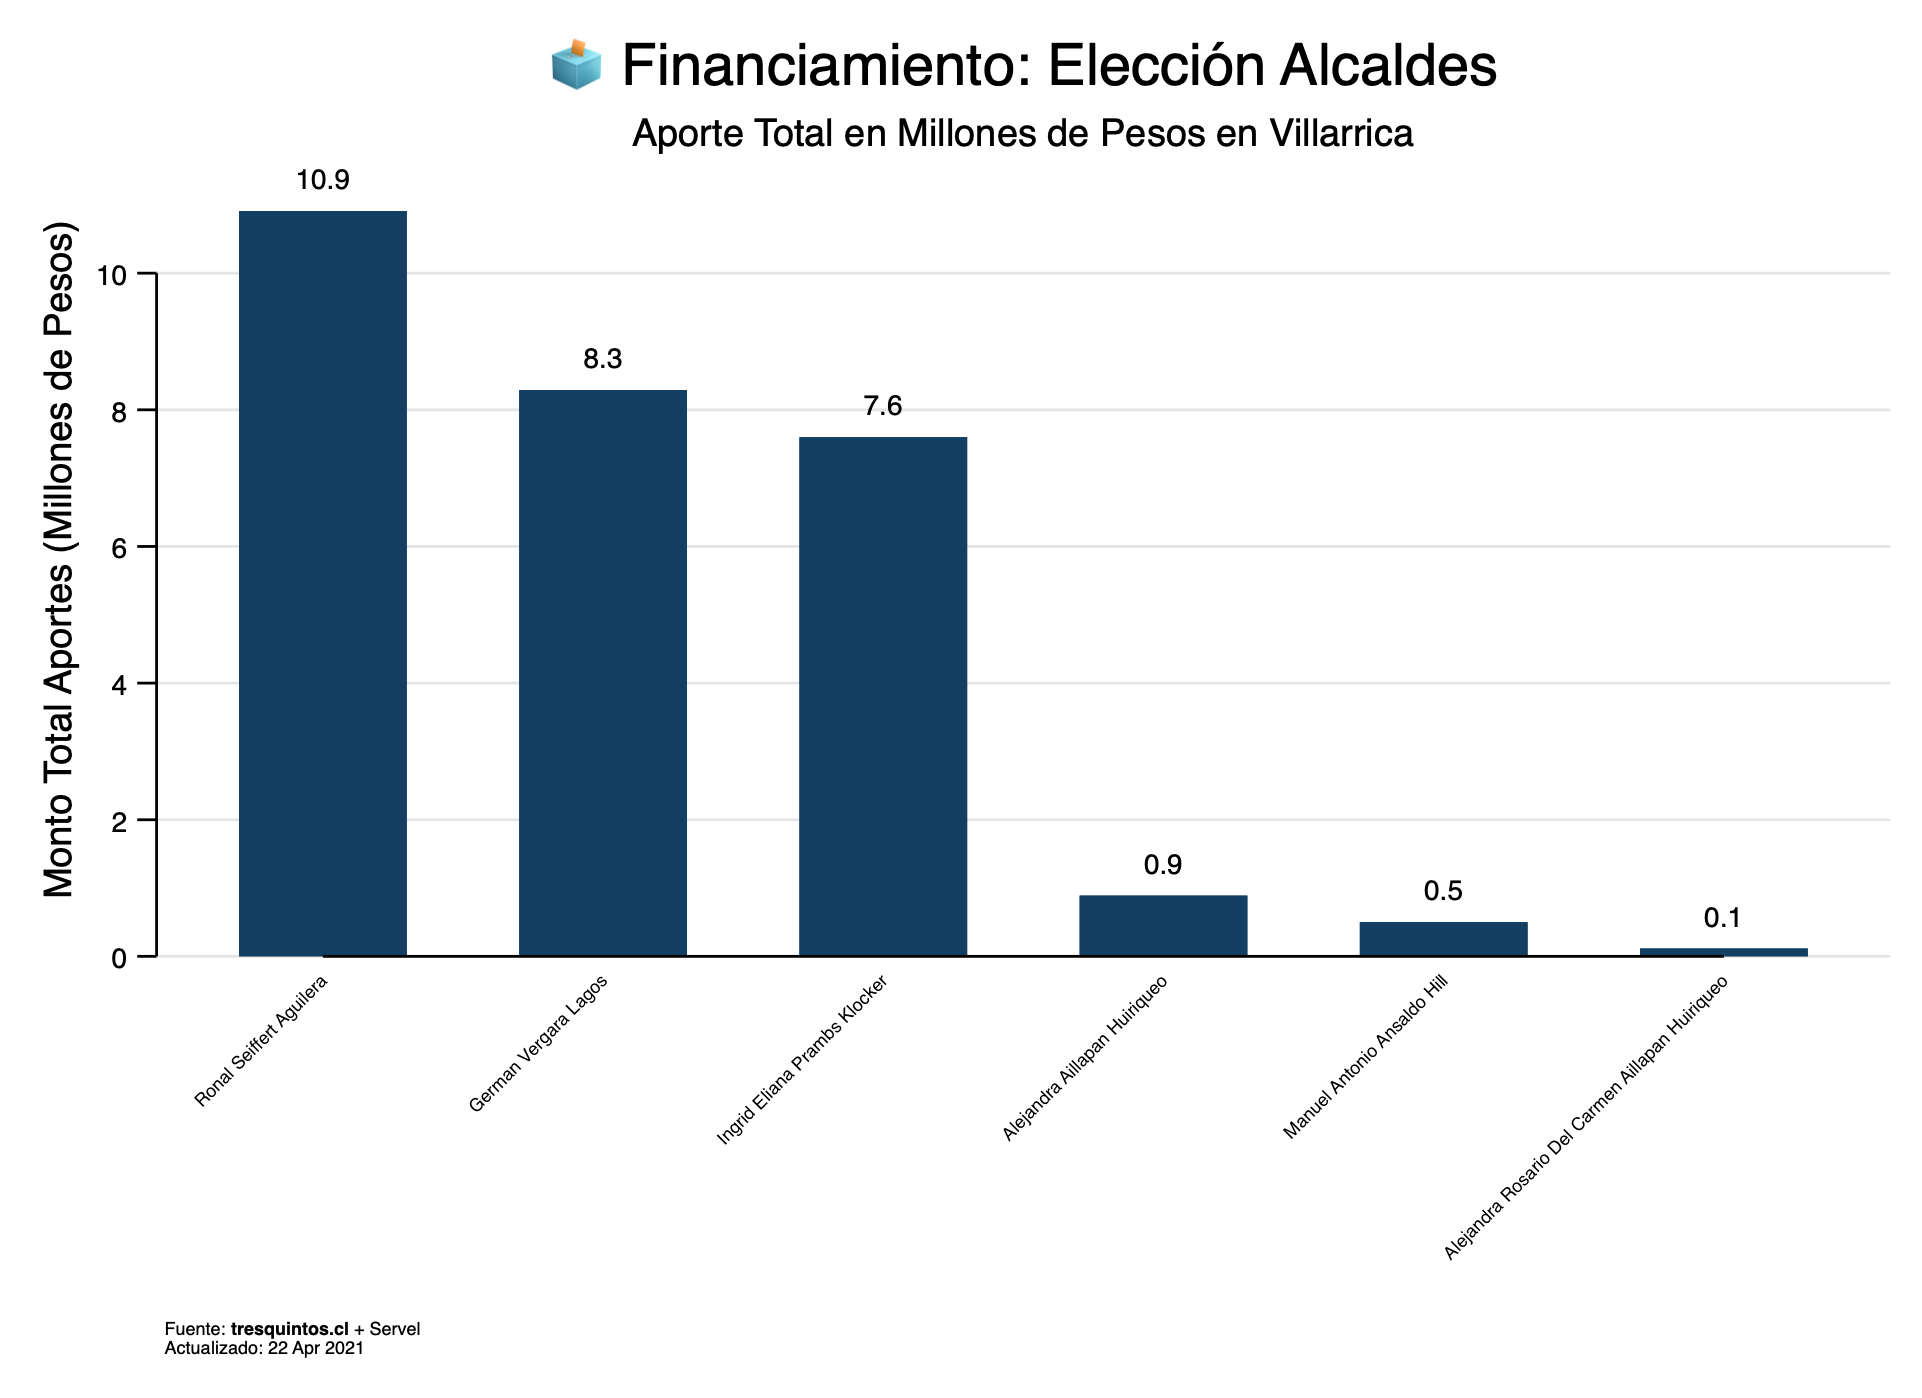 Financiamiento: Elección Alcaldes
Aporte Total en Millones de Pesos en Villarrica
Monto Total Aportes (Millones de Pesos)
10
8
6
4
2
0
10.9
8.3
7.6
0.9
0.5
0.1
Ronal Seiffert Aguilera
German Vergara Lagos
Ingrid Eliana Prambs Klocker
Alejandra Aillapan Huiriqueo
Manuel Antonio Ansaldo Hill
Alejandra Rosario Del Carmen Aillapan Huiriqueo
Fuente: tresquintos.cl + Servel
Actualizado: 22 Apr 2021